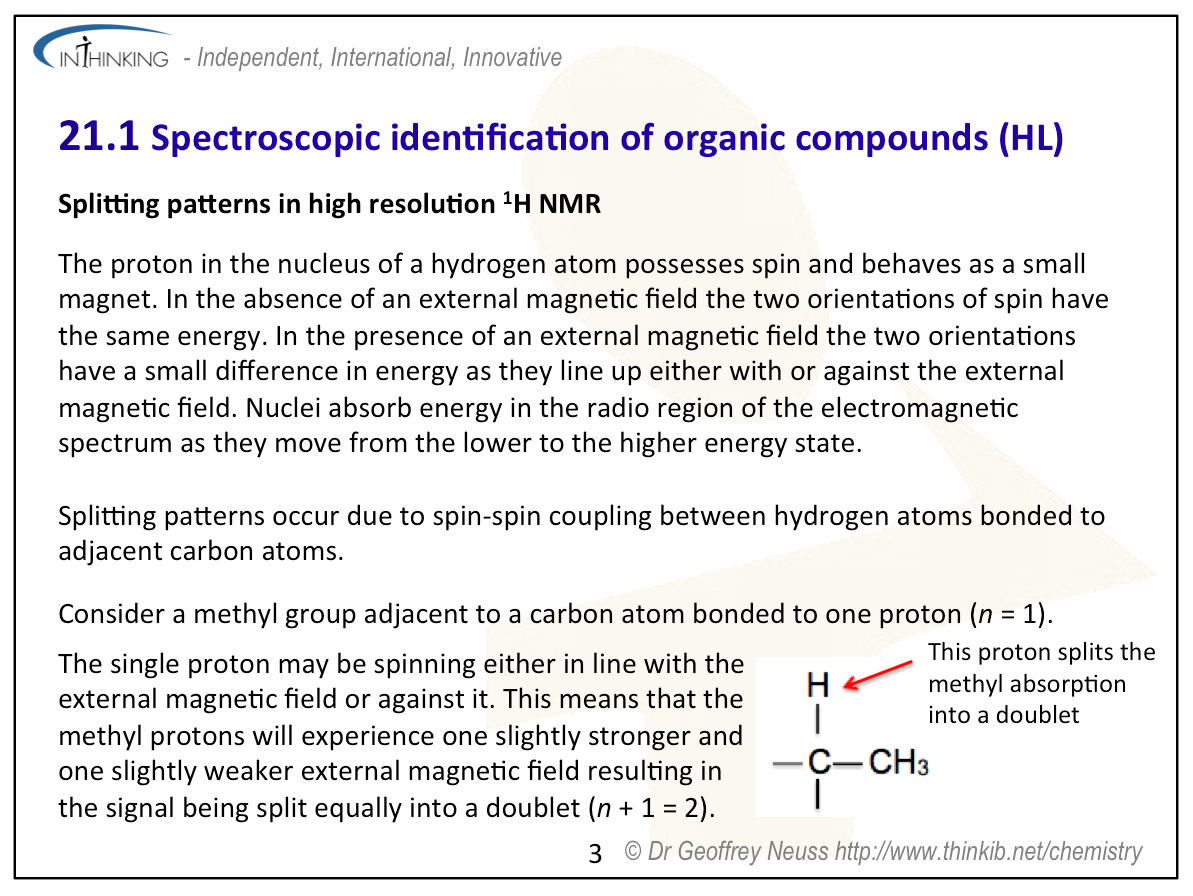 INTHINKING - Independent, International, Innovative
21.1 Spectroscopic identification of organic compounds (HL)
Splitting patterns in high resolution ¹H NMR
The proton in the nucleus of a hydrogen atom possesses spin and behaves as a small
magnet. In the absence of an external magnetic field the two orientations of spin have
the same energy. In the presence of an external magnetic field the two orientations
have a small difference in energy as they line up either with or against the external
magnetic field. Nuclei absorb energy in the radio region of the electromagnetic
spectrum as they move from the lower to the higher energy state.
Splitting patterns occur due to spin-spin coupling between hydrogen atoms bonded to
adjacent carbon atoms.
Consider a methyl group adjacent to a carbon atom bonded to one proton (n = 1).
The single proton may be spinning either in line with the
external magnetic field or against it. This means that the
methyl protons will experience one slightly stronger and
one slightly weaker external magnetic field resulting in
the signal being split equally into a doublet (n + 1 = 2).
This proton splits the
methyl absorption
into a doublet
H
C CH₃
3 © Dr Geoffrey Neuss http://www.thinkib.net/chemistry